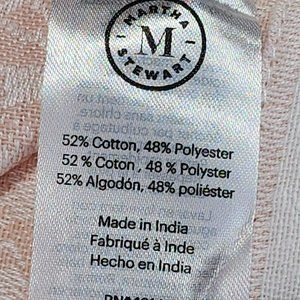 MARTHA
M
STEWART
52% Cotton, 48% Polyester
52 % Coton , 48 % Polyester
52% Algodón, 48% poliéster
Made in India
Fabriqué à Inde
Hecho en India